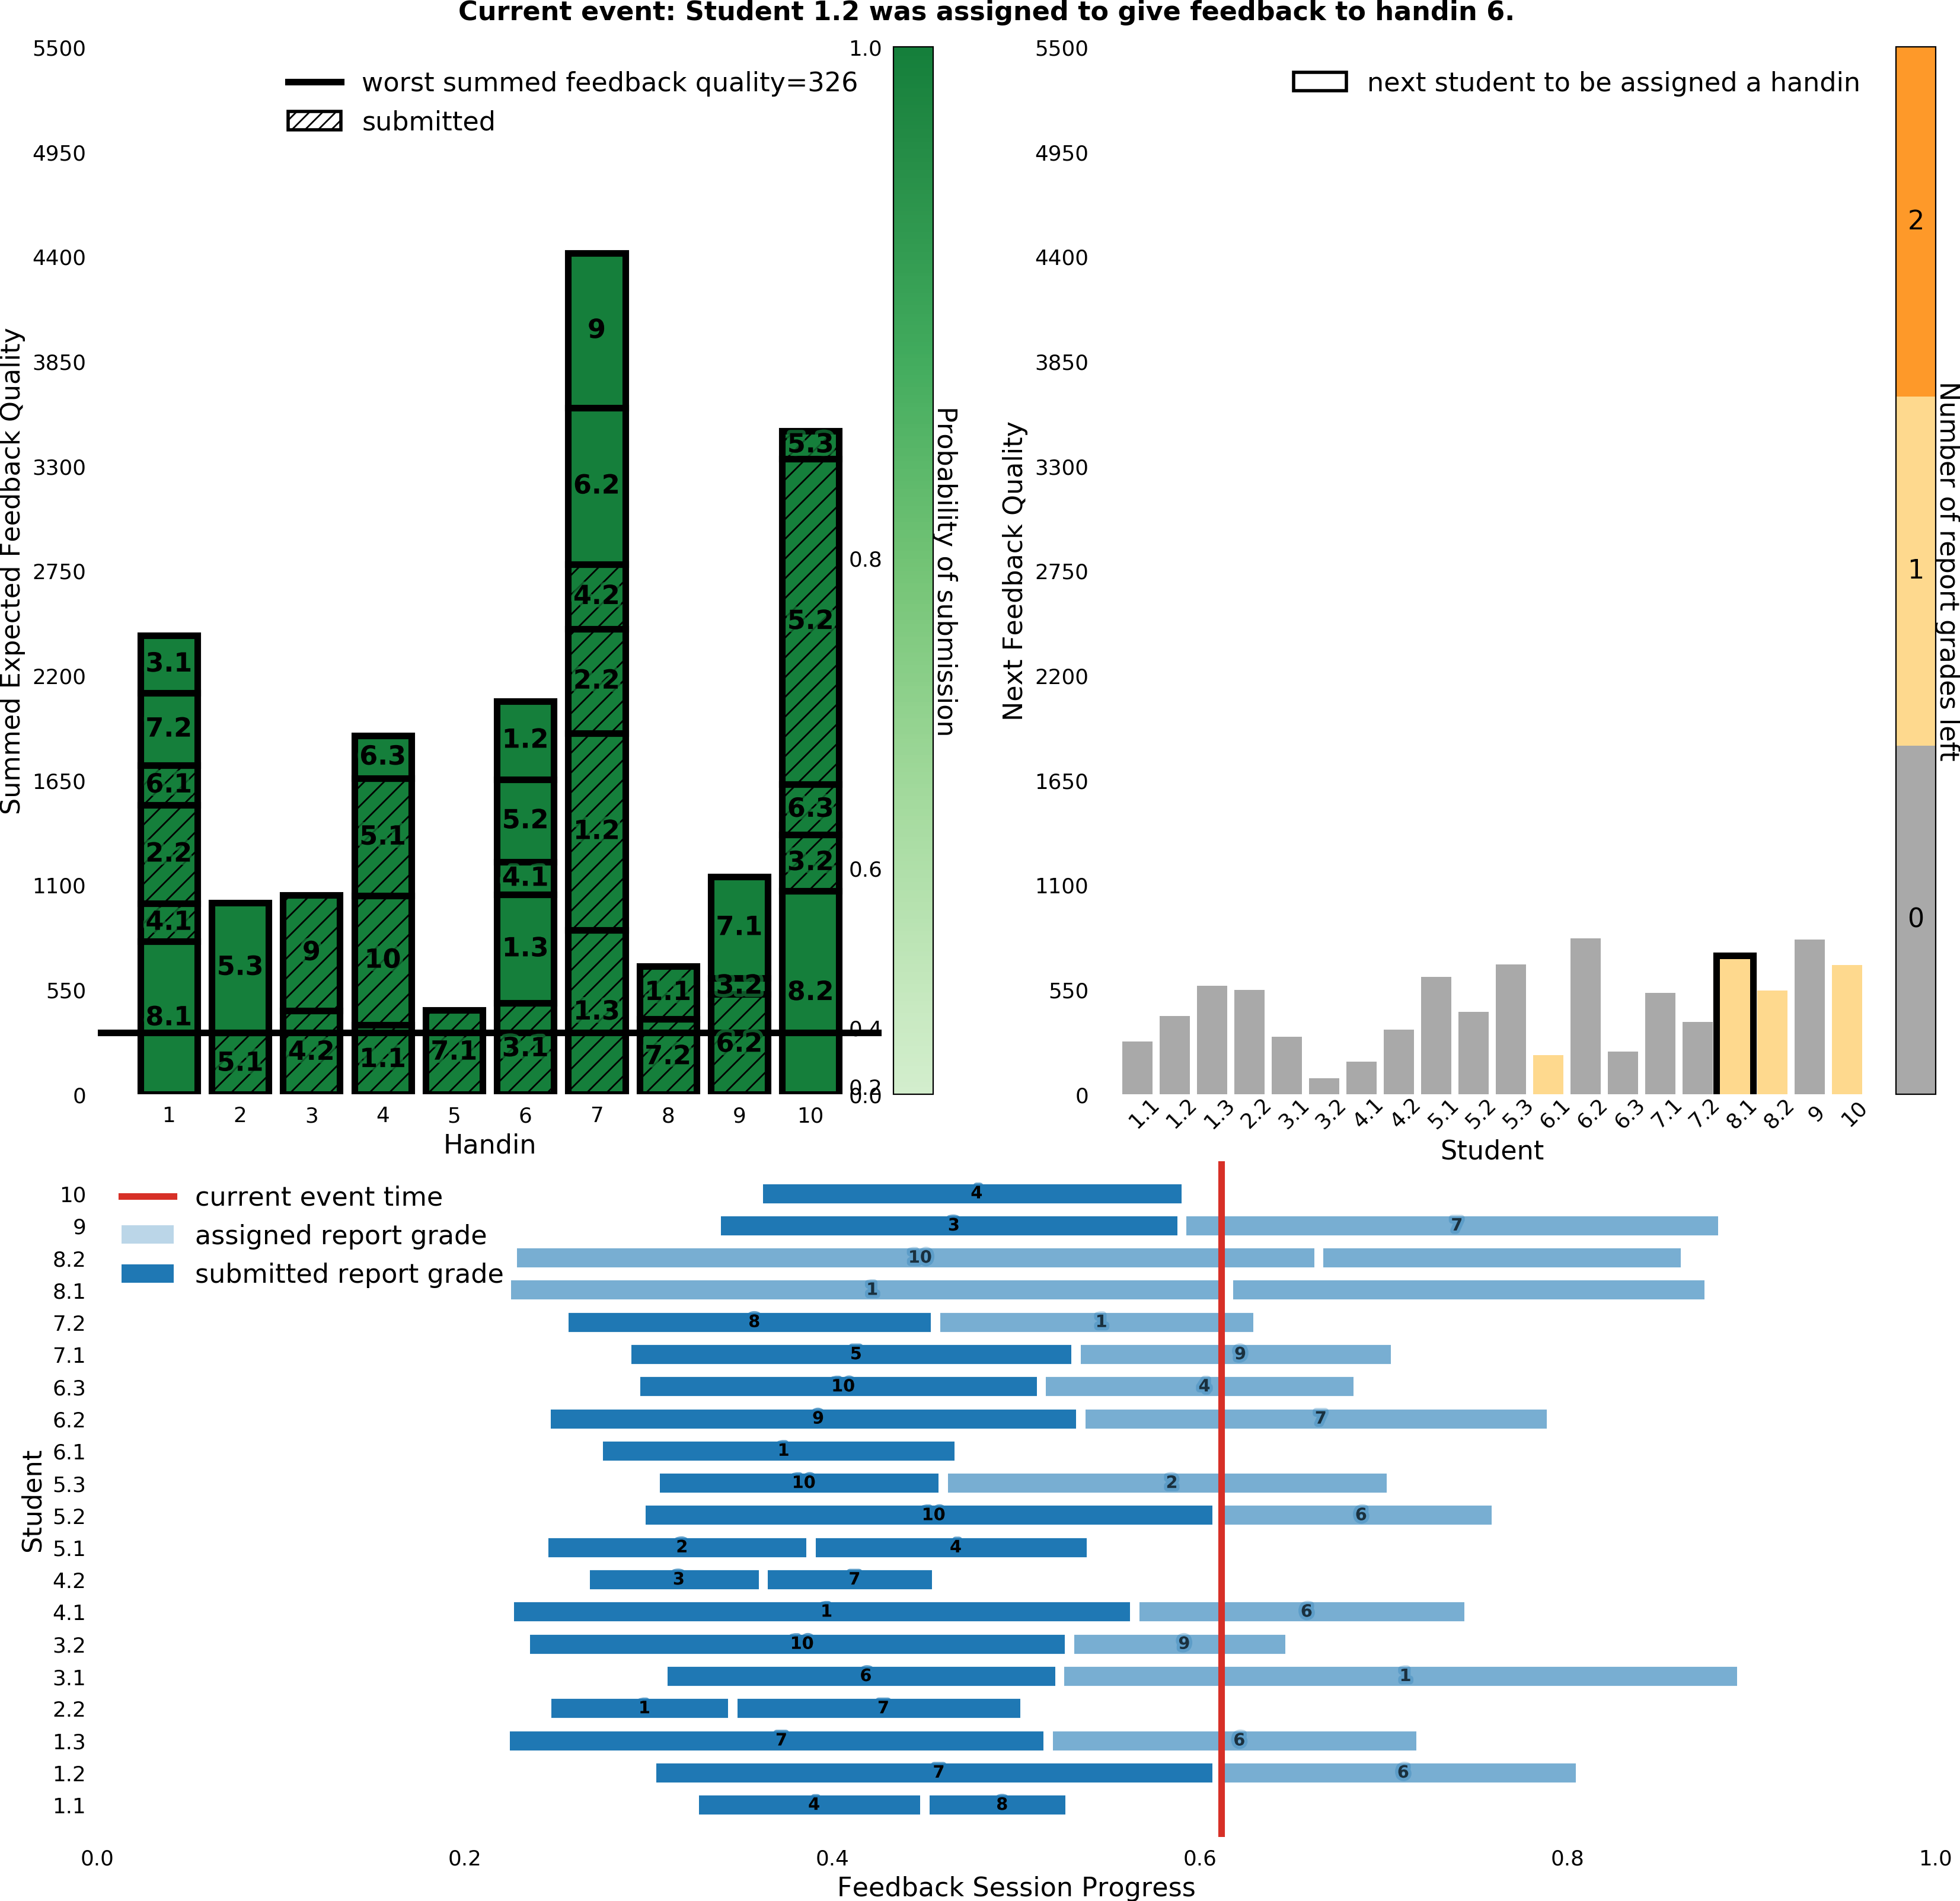 Current event: Student 1.2 was assigned to give feedback to handin 6.
5500
4950
4400
3850
3300
2750
2200
1650
1100
550
0
Summed Expected Feedback Quality
worst summed feedback quality=326
submitted
3.1
7.2
6.1
2.2
4.1
8.1
5.3
5.1
9
4.2
6.3
5.1
10
1.1
7.1
1.2
5.2
4.1
1.3
3.1
9
6.2
4.2
2.2
1.2
1.3
1.1
7.2
7.1
3.2
6.2
5.3
5.2
6.3
3.2
8.2
1 2 3 4 5 6 7 8 9 10
Handin
1.0
0.8
0.6
0.4
0.2
0.0
Probability of submission
5500
4950
4400
3850
3300
2750
2200
1650
1100
550
0
Next Feedback Quality
next student to be assigned a handin
1.1 1.2 1.3 2.2 3.1 3.2 4.1 4.2 5.1 5.2 5.3 6.1 6.2 6.3 7.1 7.2 8.1 8.2 9 10
Student
2
1
0
Number of report grades left
current event time
assigned report grade
submitted report grade
Student
10 4
9 3 7
8.2 10
8.1 1
7.2 8 1
7.1 5 9
6.3 10 4
6.2 9 7
6.1 1
5.3 10 2
5.2 10 6
5.1 2 4
4.2 3 7
4.1 1 6
3.2 10 9
3.1 6 1
2.2 1 7
1.3 7 6
1.2 7 6
1.1 4 8
0.0 0.2 0.4 0.6 0.8 1.0
Feedback Session Progress